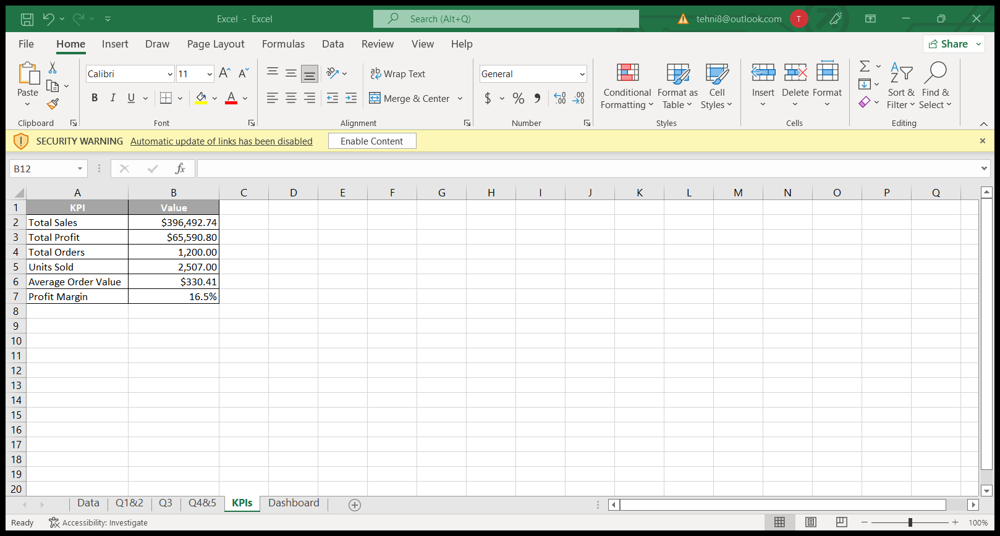 Excel - Excel
Search (Alt+Q)
tehni8@outlook.com
T
File Home Insert Draw Page Layout Formulas Data Review View Help
Share
Paste
Clipboard
Calibri 11
A A
B I U A
Font
ab Wrap Text
Merge & Center
Alignment
General
$ % , .00 .00
Number
Conditional Formatting
Format as Table
Cell Styles
Styles
Insert Delete Format
Cells
Sort & Filter
Find & Select
Editing
SECURITY WARNING Automatic update of links has been disabled Enable Content
B12 fx
A B C D E F G H I J K L M N O P Q
1 KPI Value
2 Total Sales $396,492.74
3 Total Profit $65,590.80
4 Total Orders 1,200.00
5 Units Sold 2,507.00
6 Average Order Value $330.41
7 Profit Margin 16.5%
8
9
10
11
12
13
14
15
16
17
18
19
20
Data Q1&2 Q3 Q4&5 KPIs Dashboard
Ready Accessibility: Investigate 100%